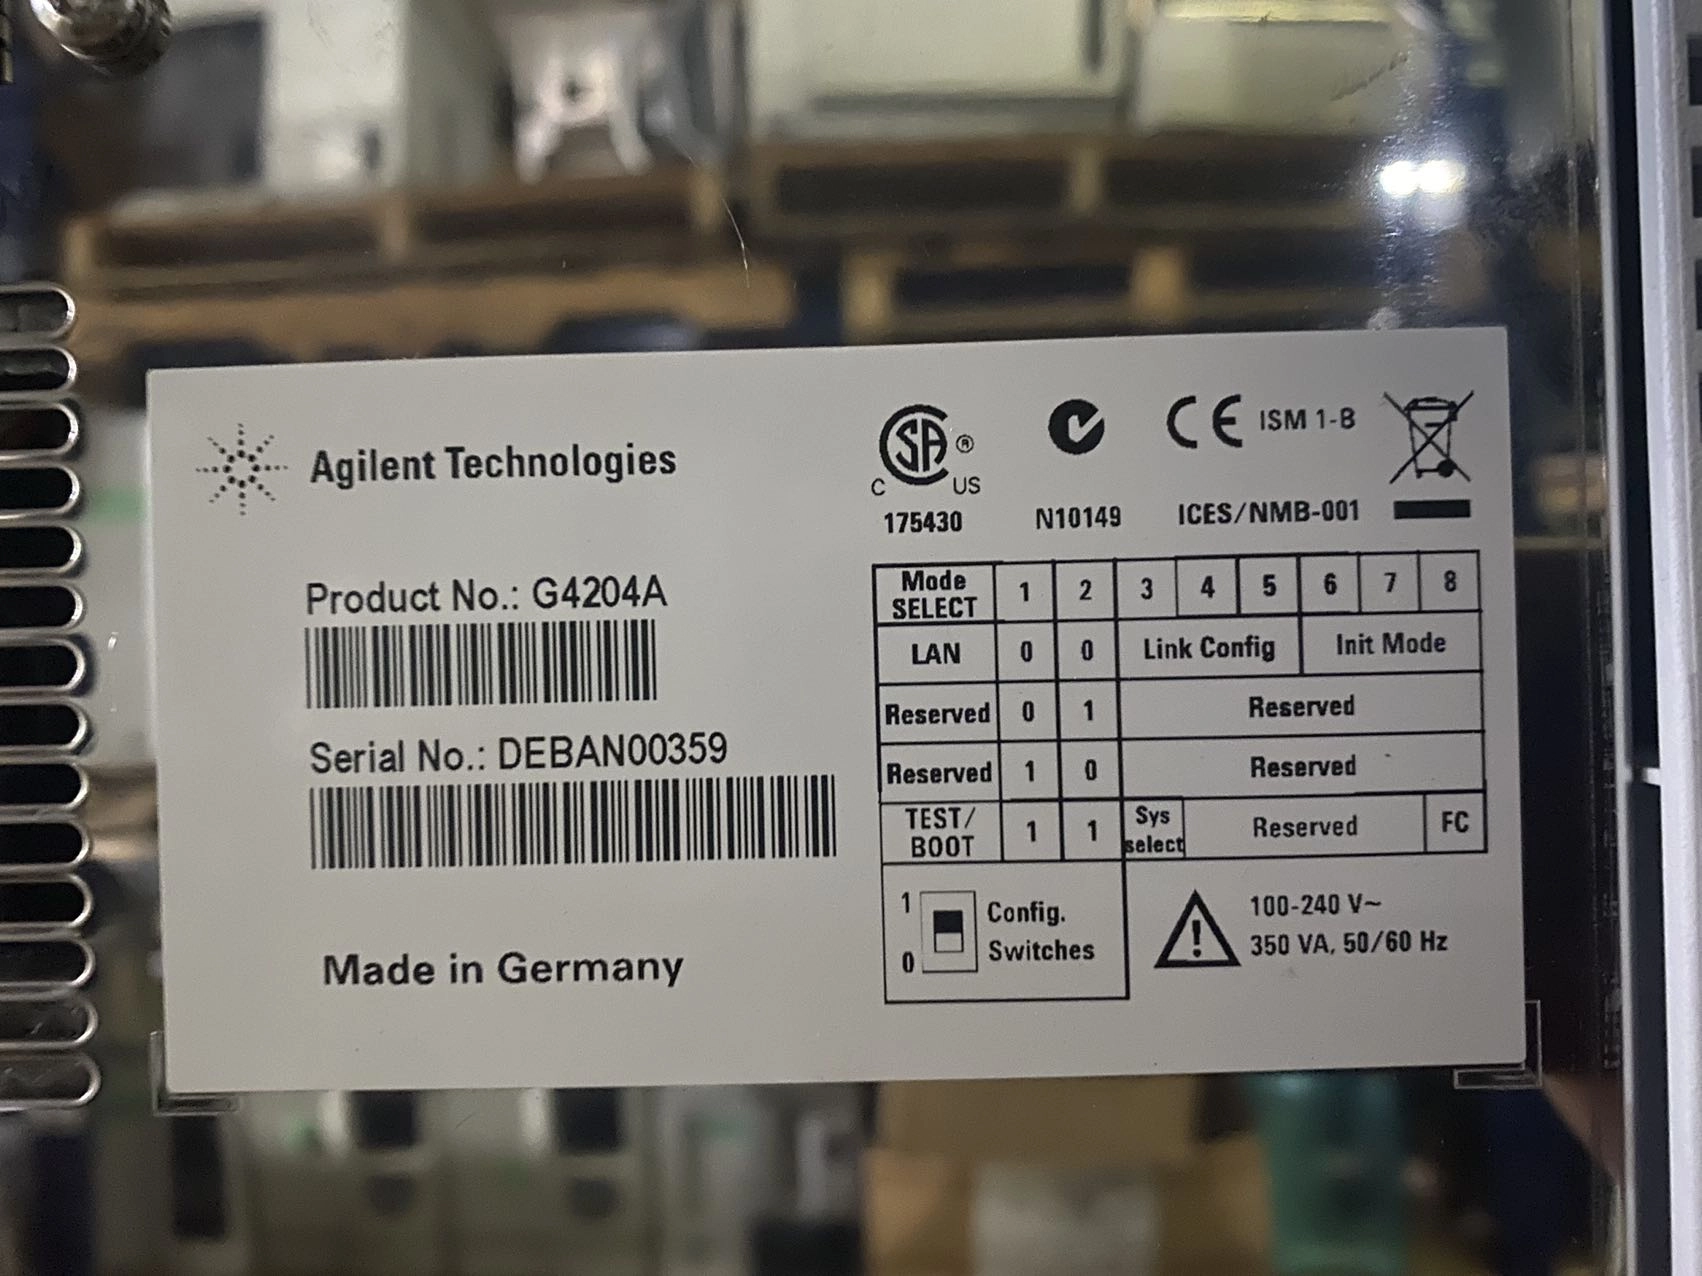 Agilent Technologies
Product No.: G4204A
Serial No.: DEBAN00359
Made in Germany
SA ®
C US
175430
N10149
CE ISM 1-B
ICES/NMB-001
Mode SELECT 1 2 3 4 5 6 7 8
LAN 0 0 Link Config Init Mode
Reserved 0 1 Reserved
Reserved 1 0 Reserved
TEST/ BOOT 1 1 Sys select Reserved FC
1
0
Config.
Switches
!
100-240 V~
350 VA, 50/60 Hz